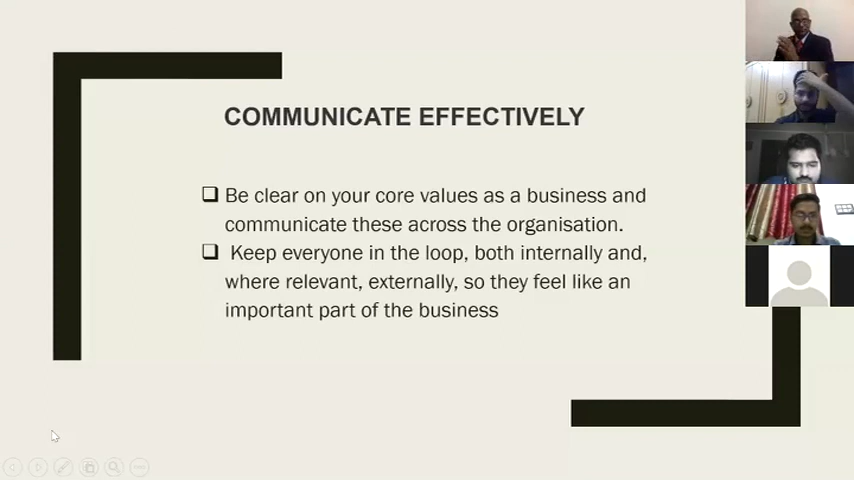 COMMUNICATE EFFECTIVELY
Be clear on your core values as a business and
communicate these across the organisation.
Keep everyone in the loop, both internally and,
where relevant, externally, so they feel like an
important part of the business